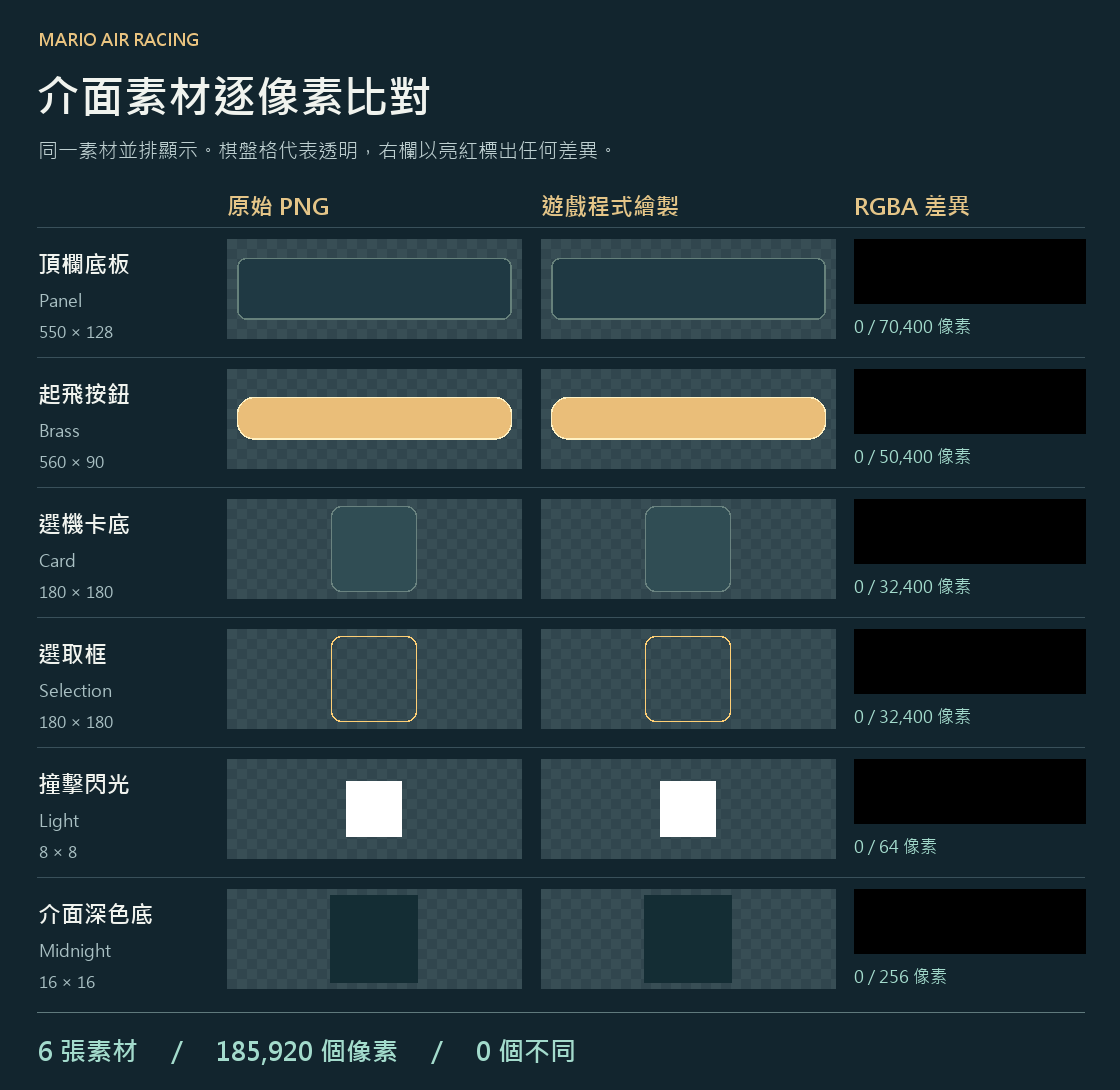 MARIO AIR RACING
介面素材逐像素比對
同一素材並排顯示。棋盤格代表透明，右欄以亮紅標出任何差異。
原始 PNG 遊戲程式繪製 RGBA 差異
頂欄底板
Panel
550 × 128
0 / 70,400 像素
起飛按鈕
Brass
560 × 90
0 / 50,400 像素
選機卡底
Card
180 × 180
0 / 32,400 像素
選取框
Selection
180 × 180
0 / 32,400 像素
撞擊閃光
Light
8 × 8
0 / 64 像素
介面深色底
Midnight
16 × 16
0 / 256 像素
6 張素材 / 185,920 個像素 / 0 個不同